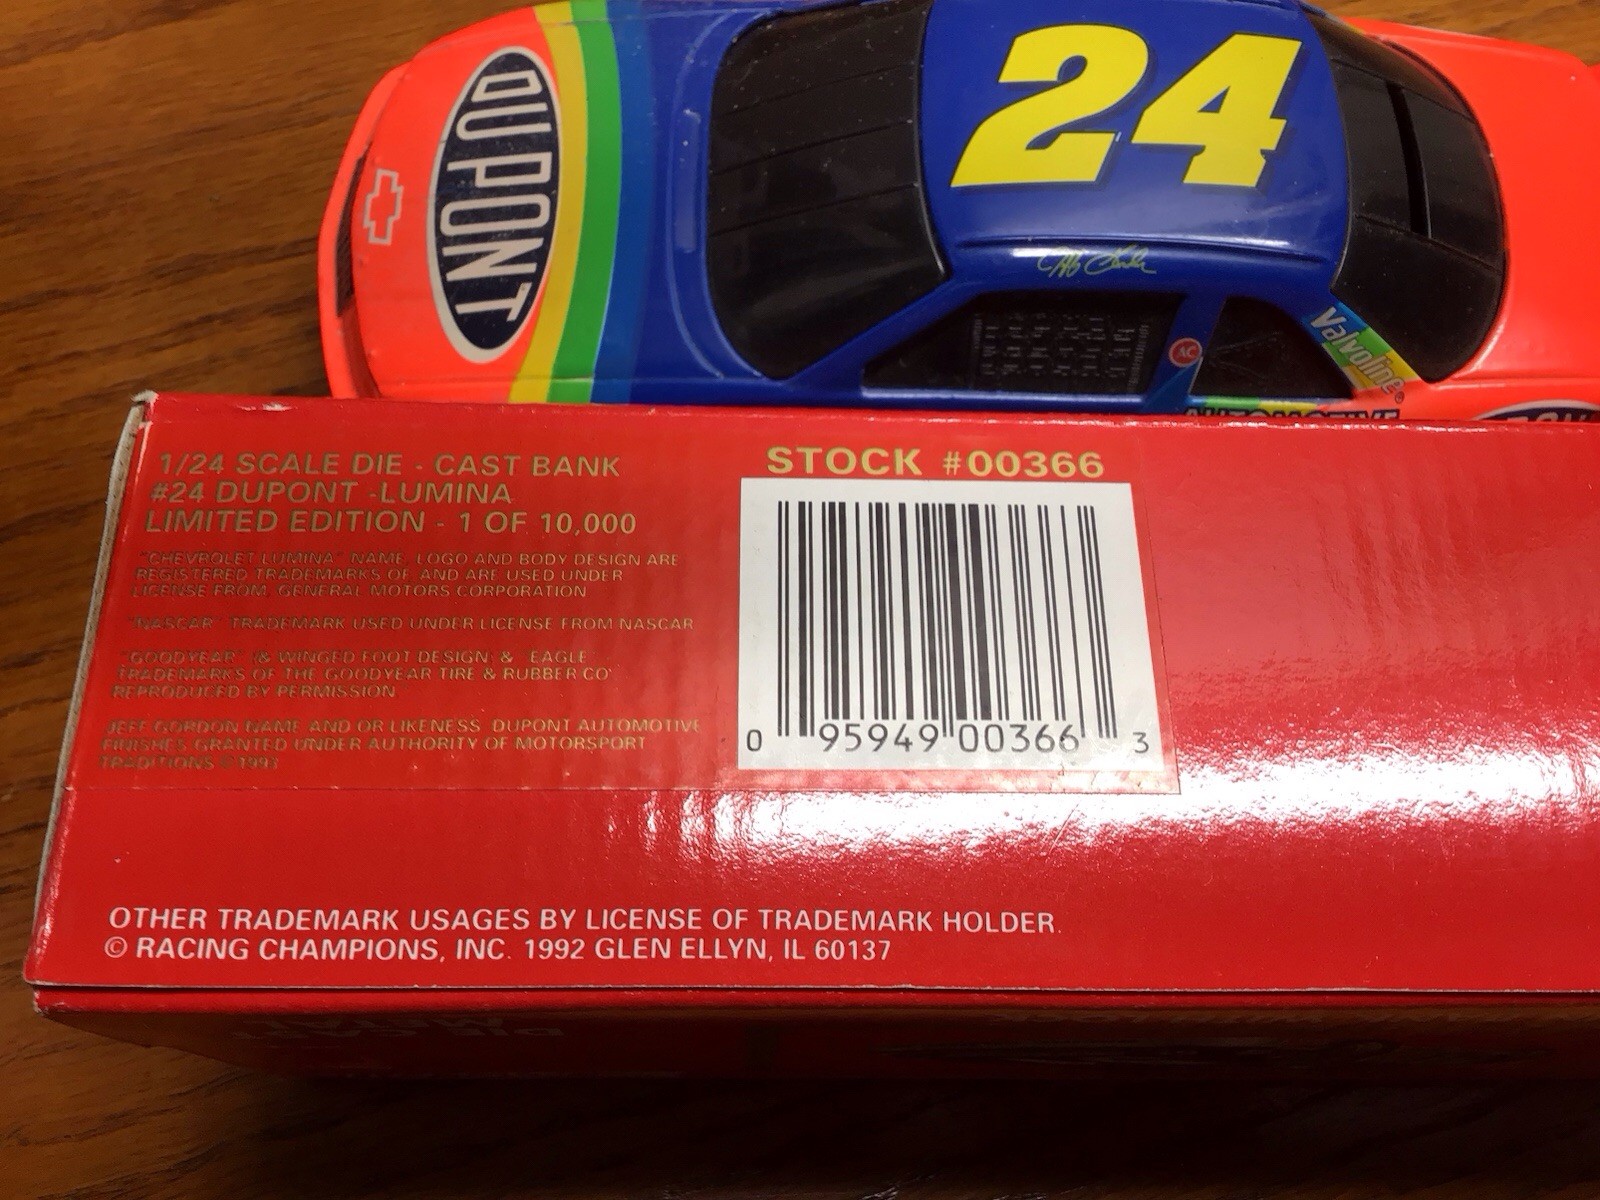 DUPONT
24
Jeff Gordon
AC
Valvoline®
AUTOMOTIVE
1/24 SCALE DIE - CAST BANK
#24 DUPONT -LUMINA
LIMITED EDITION - 1 OF 10,000
"CHEVROLET LUMINA" NAME, LOGO AND BODY DESIGN ARE
REGISTERED TRADEMARKS OF, AND ARE USED UNDER
LICENSE FROM, GENERAL MOTORS CORPORATION
"NASCAR" TRADEMARK USED UNDER LICENSE FROM NASCAR
"GOODYEAR" (& WINGED FOOT DESIGN) & "EAGLE
TRADEMARKS OF THE GOODYEAR TIRE & RUBBER CO"
REPRODUCED BY PERMISSION
JEFF GORDON NAME AND OR LIKENESS, DUPONT AUTOMOTIVE
FINISHES GRANTED UNDER AUTHORITY OF MOTORSPORT
TRADITIONS © 1993
STOCK #00366
0 95949 00366 3
OTHER TRADEMARK USAGES BY LICENSE OF TRADEMARK HOLDER.
© RACING CHAMPIONS, INC. 1992 GLEN ELLYN, IL 60137